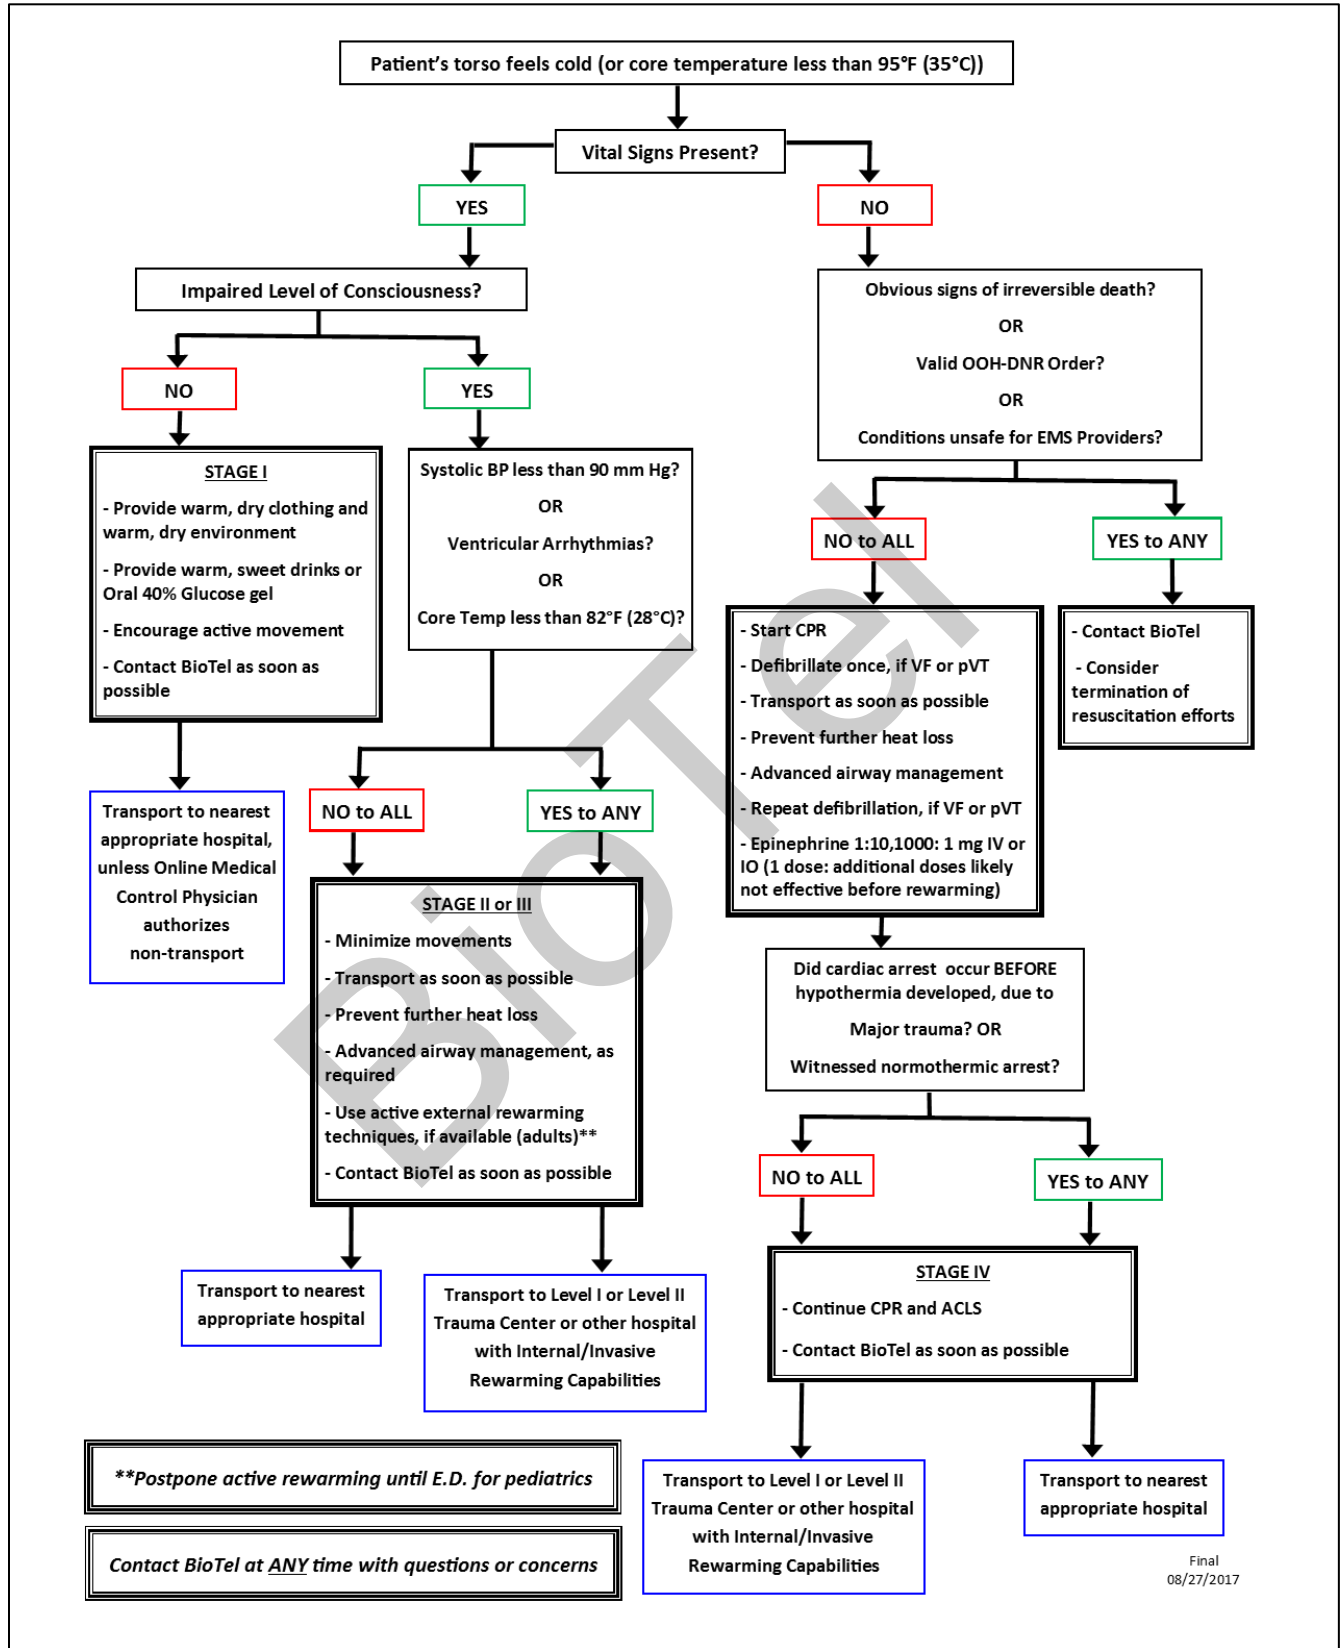 Patient's torso feels cold (or core temperature less than 95°F (35°C))
Vital Signs Present?
YES
NO
Impaired Level of Consciousness?
Obvious signs of irreversible death?
OR
Valid OOH-DNR Order?
OR
Conditions unsafe for EMS Providers?
NO
YES
STAGE I
- Provide warm, dry clothing and
warm, dry environment
- Provide warm, sweet drinks or
Oral 40% Glucose gel
- Encourage active movement
- Contact BioTel as soon as
possible
Systolic BP less than 90 mm Hg?
OR
Ventricular Arrhythmias?
OR
Core Temp less than 82°F (28°C)?
NO to ALL
YES to ANY
- Start CPR
- Defibrillate once, if VF or pVT
- Transport as soon as possible
- Prevent further heat loss
- Advanced airway management
- Repeat defibrillation, if VF or pVT
- Epinephrine 1:10,1000: 1 mg IV or
IO (1 dose: additional doses likely
not effective before rewarming)
- Contact BioTel
- Consider
termination of
resuscitation efforts
Transport to nearest
appropriate hospital,
unless Online Medical
Control Physician
authorizes
non-transport
NO to ALL
YES to ANY
STAGE II or III
- Minimize movements
- Transport as soon as possible
- Prevent further heat loss
- Advanced airway management, as
required
- Use active external rewarming
techniques, if available (adults)**
- Contact BioTel as soon as possible
Did cardiac arrest occur BEFORE
hypothermia developed, due to
Major trauma? OR
Witnessed normothermic arrest?
NO to ALL
YES to ANY
STAGE IV
- Continue CPR and ACLS
- Contact BioTel as soon as possible
Transport to nearest
appropriate hospital
Transport to Level I or Level II
Trauma Center or other hospital
with Internal/Invasive
Rewarming Capabilities
Transport to Level I or Level II
Trauma Center or other hospital
with Internal/Invasive
Rewarming Capabilities
Transport to nearest
appropriate hospital
**Postpone active rewarming until E.D. for pediatrics
Contact BioTel at ANY time with questions or concerns
Final
08/27/2017
BioTel